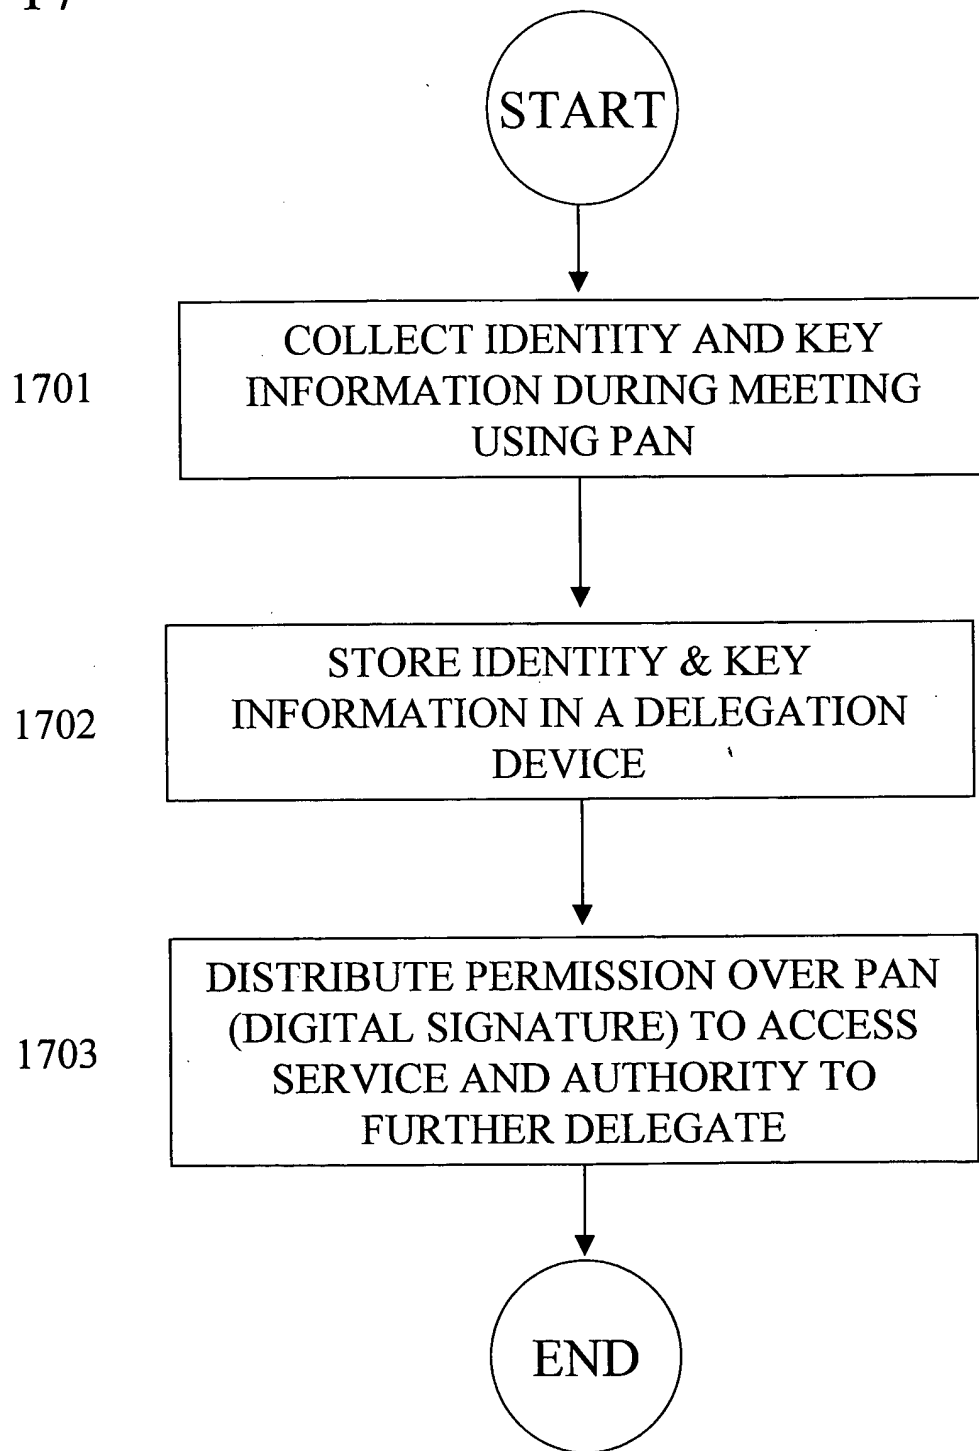 17
START
1701
COLLECT IDENTITY AND KEY
INFORMATION DURING MEETING
USING PAN
1702
STORE IDENTITY & KEY
INFORMATION IN A DELEGATION
DEVICE
1703
DISTRIBUTE PERMISSION OVER PAN
(DIGITAL SIGNATURE) TO ACCESS
SERVICE AND AUTHORITY TO
FURTHER DELEGATE
END